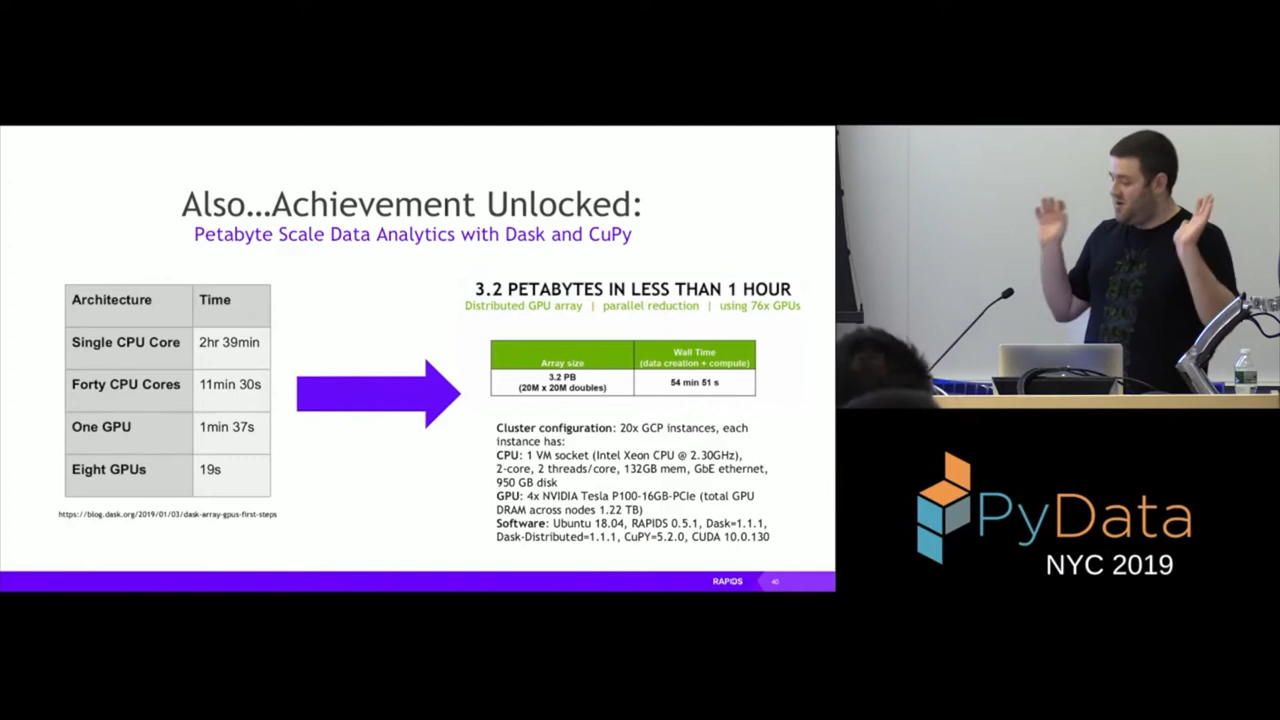 Also...Achievement Unlocked:
Petabyte Scale Data Analytics with Dask and CuPy
Architecture Time
Single CPU Core 2hr 39min
Forty CPU Cores 11min 30s
One GPU 1min 37s
Eight GPUs 19s
https://blog.dask.org/2019/01/03/dask-array-gpus-first-steps
3.2 PETABYTES IN LESS THAN 1 HOUR
Distributed GPU array | parallel reduction | using 76x GPUs
Array size Wall Time
(data creation + compute)
3.2 PB
(20M x 20M doubles) 54 min 51 s
Cluster configuration: 20x GCP instances, each
instance has:
CPU: 1 VM socket (Intel Xeon CPU @ 2.30GHz),
2-core, 2 threads/core, 132GB mem, GbE ethernet,
950 GB disk
GPU: 4x NVIDIA Tesla P100-16GB-PCIe (total GPU
DRAM across nodes 1.22 TB)
Software: Ubuntu 18.04, RAPIDS 0.5.1, Dask=1.1.1,
Dask-Distributed=1.1.1, CuPY=5.2.0, CUDA 10.0.130
RAPIDS 40
THINK
BIG
THAN
PyData
NYC 2019